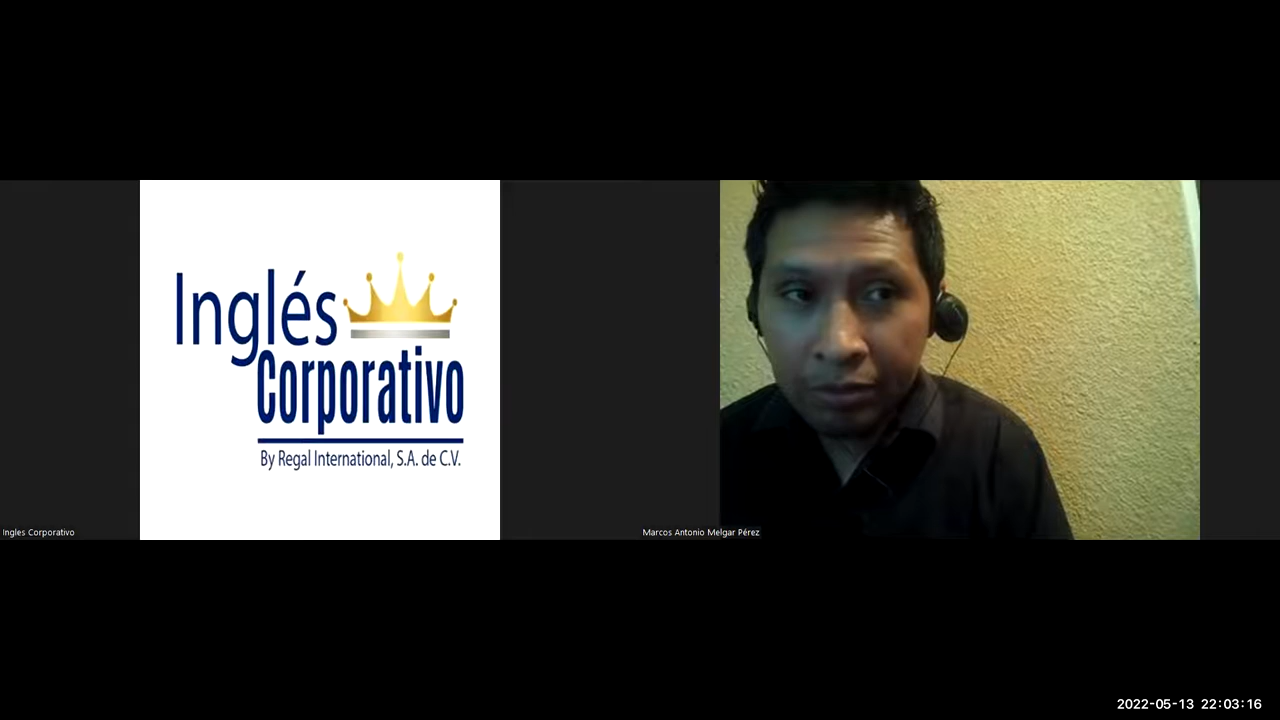 Inglés
Corporativo
By Regal International, S.A. de C.V.
Ingles Corporativo
Marcos Antonio Melgar Pérez
2022-05-13 22:03:16